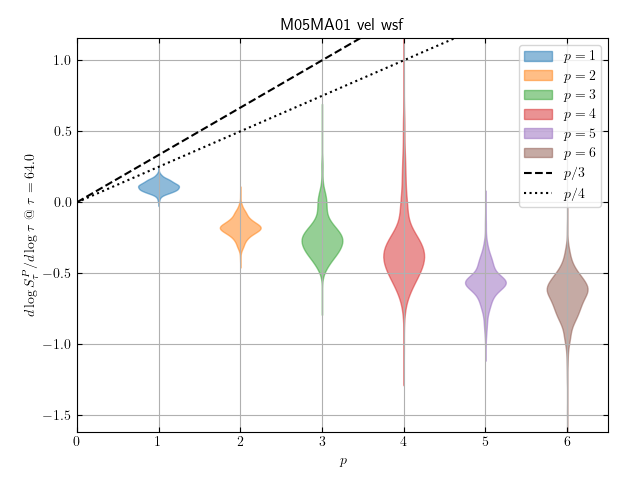 M05MA01 vel wsf
d log S_τ^P / d log τ @ τ = 64.0
1.0
0.5
0.0
−0.5
−1.0
−1.5
0 1 2 3 4 5 6
p
p = 1
p = 2
p = 3
p = 4
p = 5
p = 6
p/3
p/4